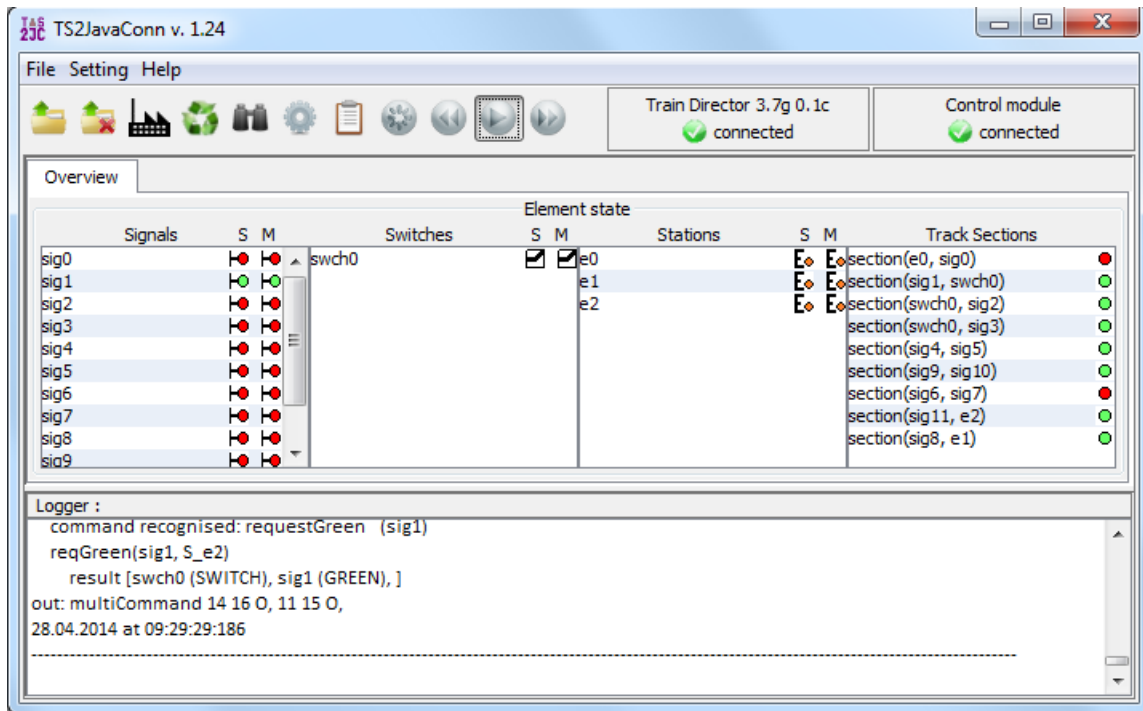 TAS 2JC TS2JavaConn v. 1.24
File Setting Help
Train Director 3.7g 0.1c
connected
Control module
connected
Overview
Element state
Signals S M Switches S M Stations S M Track Sections
sig0 swch0 e0 section(e0, sig0)
sig1 e1 section(sig1, swch0)
sig2 e2 section(swch0, sig2)
sig3 section(swch0, sig3)
sig4 section(sig4, sig5)
sig5 section(sig9, sig10)
sig6 section(sig6, sig7)
sig7 section(sig11, e2)
sig8 section(sig8, e1)
sig9
Logger :
command recognised: requestGreen (sig1)
reqGreen(sig1, S_e2)
result [swch0 (SWITCH), sig1 (GREEN), ]
out: multiCommand 14 16 O, 11 15 O,
28.04.2014 at 09:29:29:186